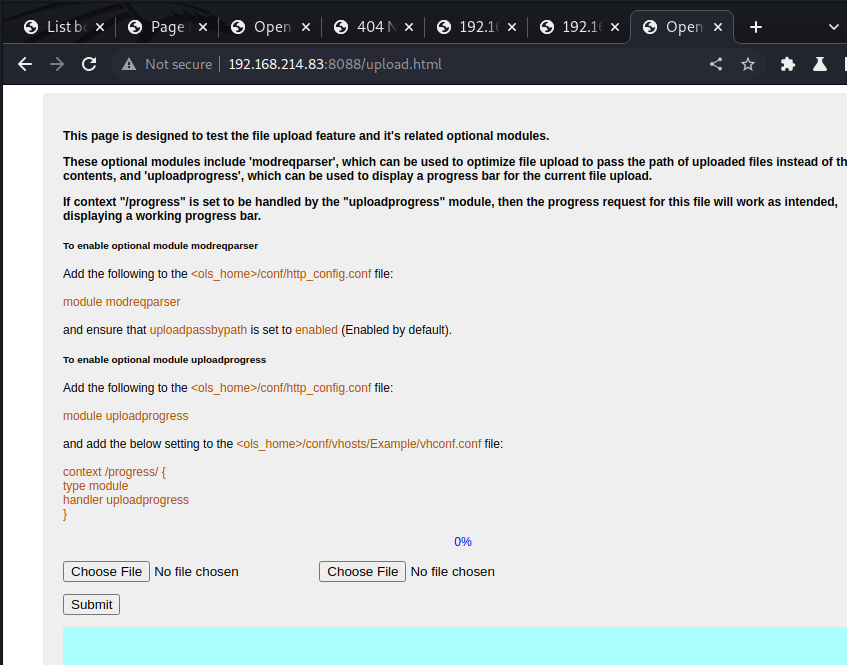 List b
Page
Open
404 N
192.16
192.16
Open
Not secure
192.168.214.83:8088/upload.html
This page is designed to test the file upload feature and it's related optional modules.
These optional modules include 'modreqparser', which can be used to optimize file upload to pass the path of uploaded files instead of th
contents, and 'uploadprogress', which can be used to display a progress bar for the current file upload.
If context "/progress" is set to be handled by the "uploadprogress" module, then the progress request for this file will work as intended,
displaying a working progress bar.
To enable optional module modreqparser
Add the following to the <ols_home>/conf/http_config.conf file:
module modreqparser
and ensure that uploadpassbypath is set to enabled (Enabled by default).
To enable optional module uploadprogress
Add the following to the <ols_home>/conf/http_config.conf file:
module uploadprogress
and add the below setting to the <ols_home>/conf/vhosts/Example/vhconf.conf file:
context /progress/ {
type module
handler uploadprogress
}
0%
Choose File No file chosen Choose File No file chosen
Submit